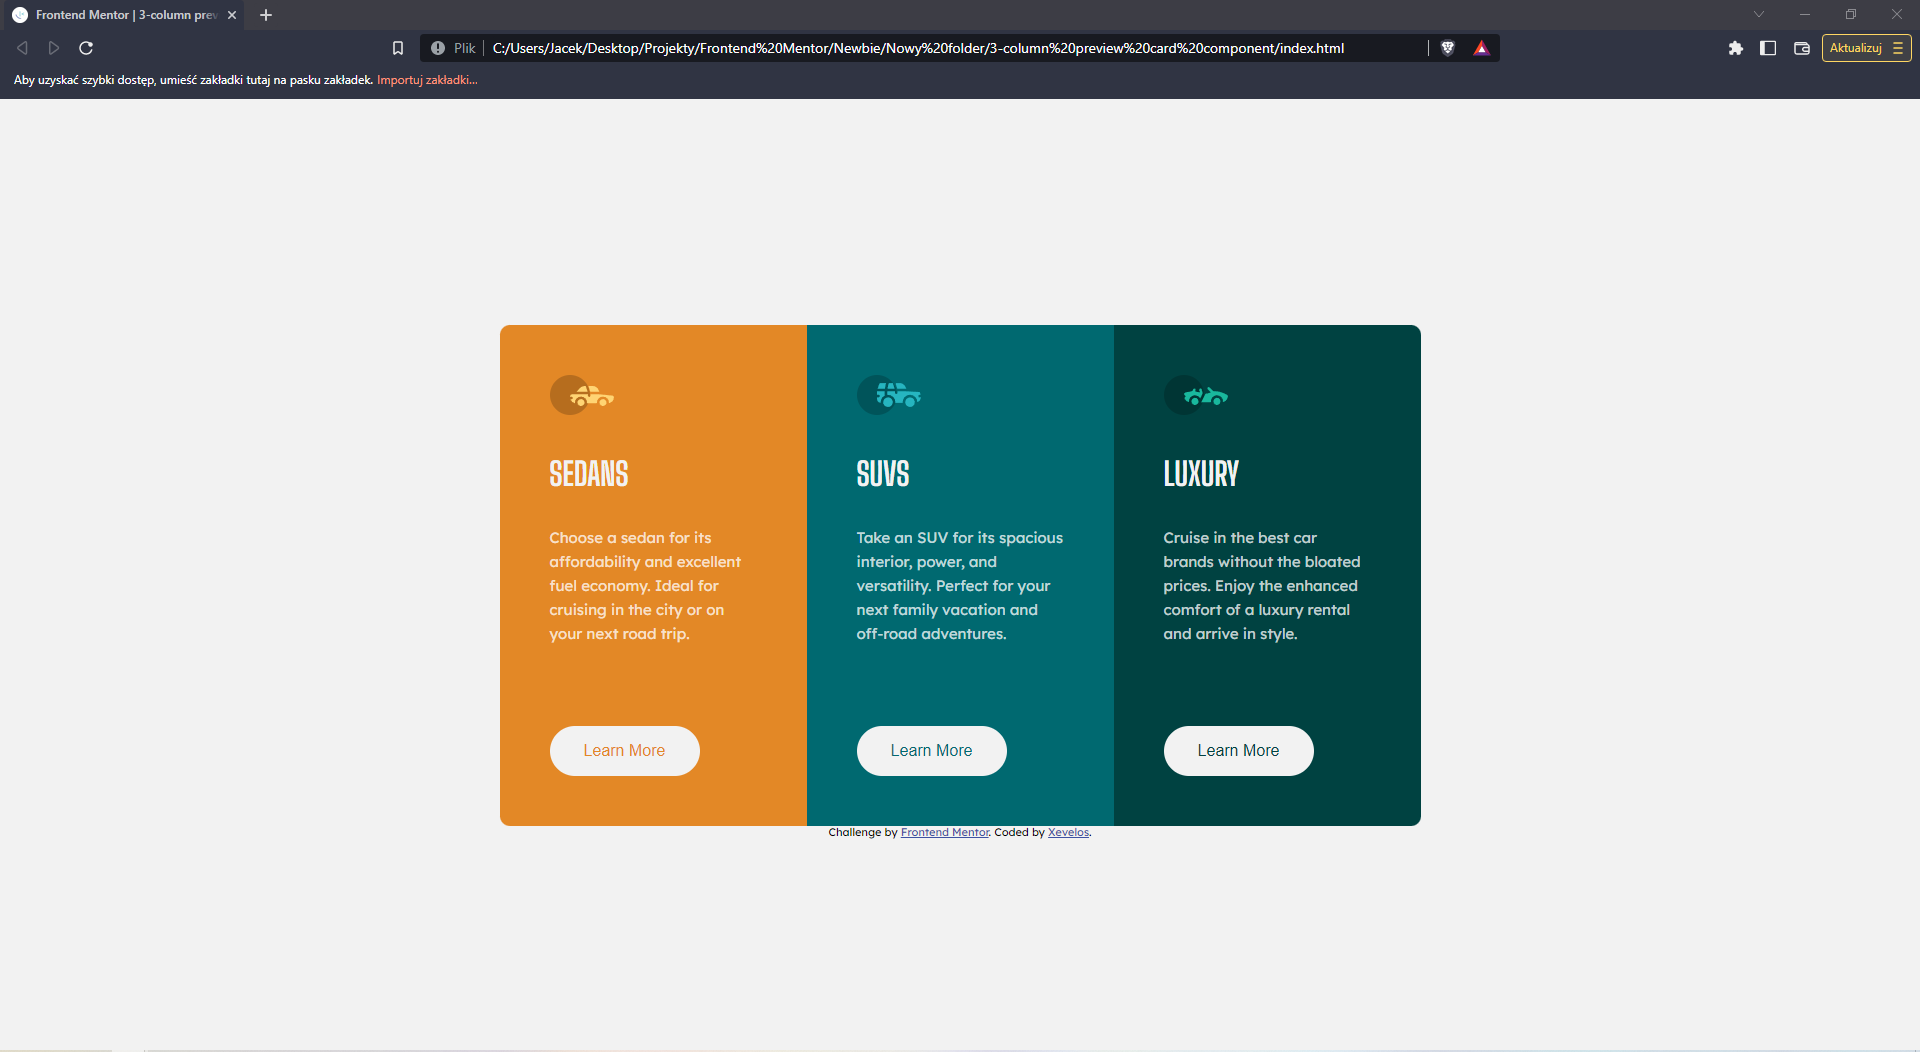 Frontend Mentor | 3-column prev
Plik
C:/Users/Jacek/Desktop/Projekty/Frontend%20Mentor/Newbie/Nowy%20folder/3-column%20preview%20card%20component/index.html
Aktualizuj
Aby uzyskać szybki dostęp, umieść zakładki tutaj na pasku zakładek. Importuj zakładki...
SEDANS
Choose a sedan for its
affordability and excellent
fuel economy. Ideal for
cruising in the city or on
your next road trip.
Learn More
SUVS
Take an SUV for its spacious
interior, power, and
versatility. Perfect for your
next family vacation and
off-road adventures.
Learn More
LUXURY
Cruise in the best car
brands without the bloated
prices. Enjoy the enhanced
comfort of a luxury rental
and arrive in style.
Learn More
Challenge by Frontend Mentor. Coded by Xevelos.